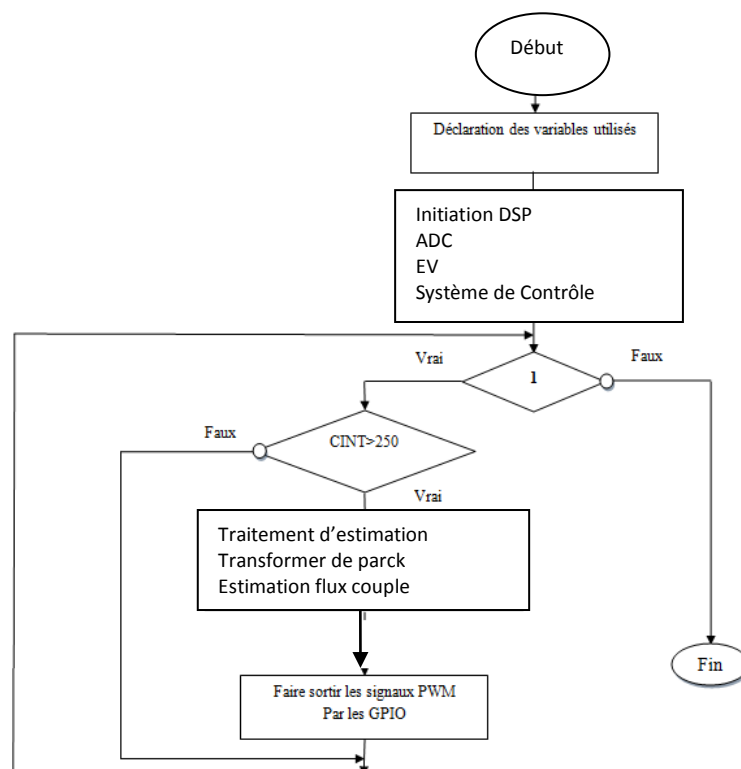 Début
Déclaration des variables utilisés
Initiation DSP
ADC
EV
Système de Contrôle
Vrai
Faux
1
Faux
CINT>250
Vrai
Traitement d’estimation
Transformer de parck
Estimation flux couple
Fin
Faire sortir les signaux PWM
Par les GPIO